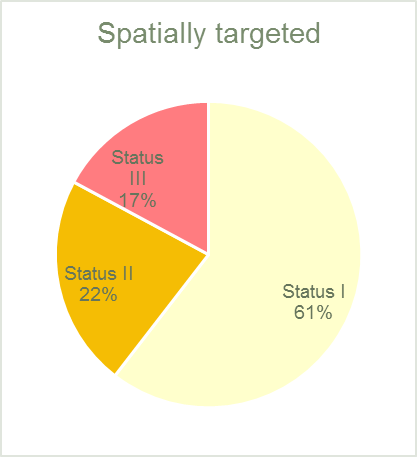 Spatially targeted
Status
III
17%
Status II
22%
Status I
61%